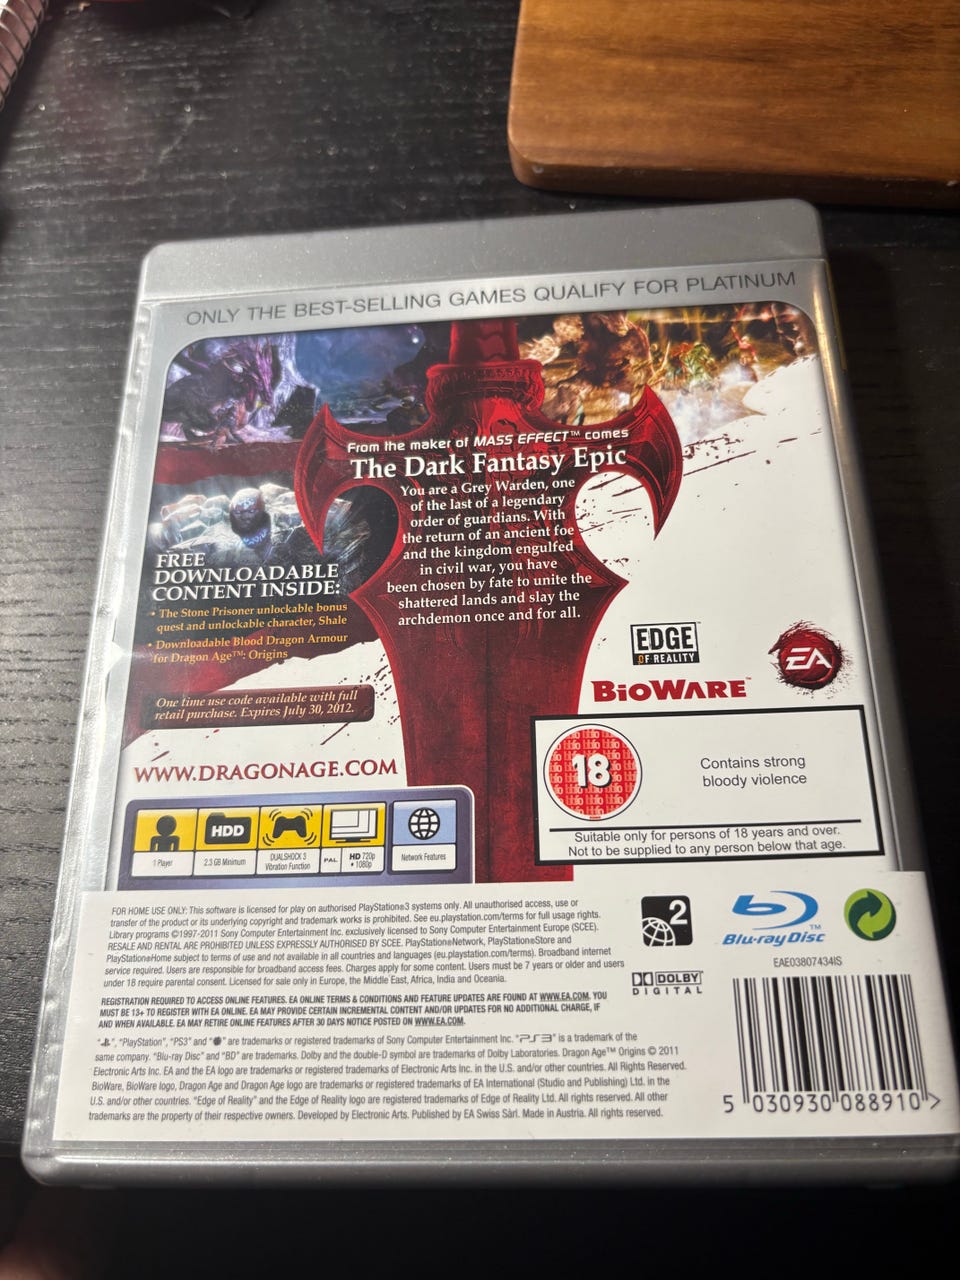 ONLY THE BEST-SELLING GAMES QUALIFY FOR PLATINUM
From the maker of MASS EFFECT™ comes
The Dark Fantasy Epic
You are a Grey Warden, one
of the last of a legendary
order of guardians. With
the return of an ancient foe
and the kingdom engulfed
in civil war, you have
been chosen by fate to unite the
shattered lands and slay the
archdemon once and for all.
FREE
DOWNLOADABLE
CONTENT INSIDE:
• The Stone Prisoner unlockable bonus
quest and unlockable character, Shale
• Downloadable Blood Dragon Armour
for Dragon Age™: Origins
One time use code available with full
retail purchase. Expires July 30, 2012.
WWW.DRAGONAGE.COM
EDGE
OF REALITY
EA
BIOWARE™
18
Contains strong
bloody violence
Suitable only for persons of 18 years and over.
Not to be supplied to any person below that age.
1 Player
HDD
2.3 GB Minimum
DUALSHOCK 3
Vibration Function
PAL
HD 720p
• 1080p
Network Features
FOR HOME USE ONLY: This software is licensed for play on authorised PlayStation®3 systems only. All unauthorised access, use or
transfer of the product or its underlying copyright and trademark works is prohibited. See eu.playstation.com/terms for full usage rights.
Library programs ©1997-2011 Sony Computer Entertainment Inc. exclusively licensed to Sony Computer Entertainment Europe (SCEE).
RESALE AND RENTAL ARE PROHIBITED UNLESS EXPRESSLY AUTHORISED BY SCEE. PlayStation®Network, PlayStation®Store and
PlayStation®Home subject to terms of use and not available in all countries and languages (eu.playstation.com/terms). Broadband internet
service required. Users are responsible for broadband access fees. Charges apply for some content. Users must be 7 years or older and users
under 18 require parental consent. Licensed for sale only in Europe, the Middle East, Africa, India and Oceania.
REGISTRATION REQUIRED TO ACCESS ONLINE FEATURES. EA ONLINE TERMS & CONDITIONS AND FEATURE UPDATES ARE FOUND AT WWW.EA.COM. YOU
MUST BE 13+ TO REGISTER WITH EA ONLINE. EA MAY PROVIDE CERTAIN INCREMENTAL CONTENT AND/OR UPDATES FOR NO ADDITIONAL CHARGE, IF
AND WHEN AVAILABLE. EA MAY RETIRE ONLINE FEATURES AFTER 30 DAYS NOTICE POSTED ON WWW.EA.COM.
"", "PlayStation", "PS3" and "" are trademarks or registered trademarks of Sony Computer Entertainment Inc. "PS3" is a trademark of the
same company. "Blu-ray Disc" and "BD" are trademarks. Dolby and the double-D symbol are trademarks of Dolby Laboratories. Dragon Age™ Origins © 2011
Electronic Arts Inc. EA and the EA logo are trademarks or registered trademarks of Electronic Arts Inc. in the U.S. and/or other countries. All Rights Reserved.
BioWare, BioWare logo, Dragon Age and Dragon Age logo are trademarks or registered trademarks of EA International (Studio and Publishing) Ltd. in the
U.S. and/or other countries. "Edge of Reality" and the Edge of Reality logo are registered trademarks of Edge of Reality Ltd. All rights reserved. All other
trademarks are the property of their respective owners. Developed by Electronic Arts. Published by EA Swiss Sàrl. Made in Austria. All rights reserved.
2
Blu-ray Disc™
DOLBY
DIGITAL
EAE03807434IS
5 030930 088910 >